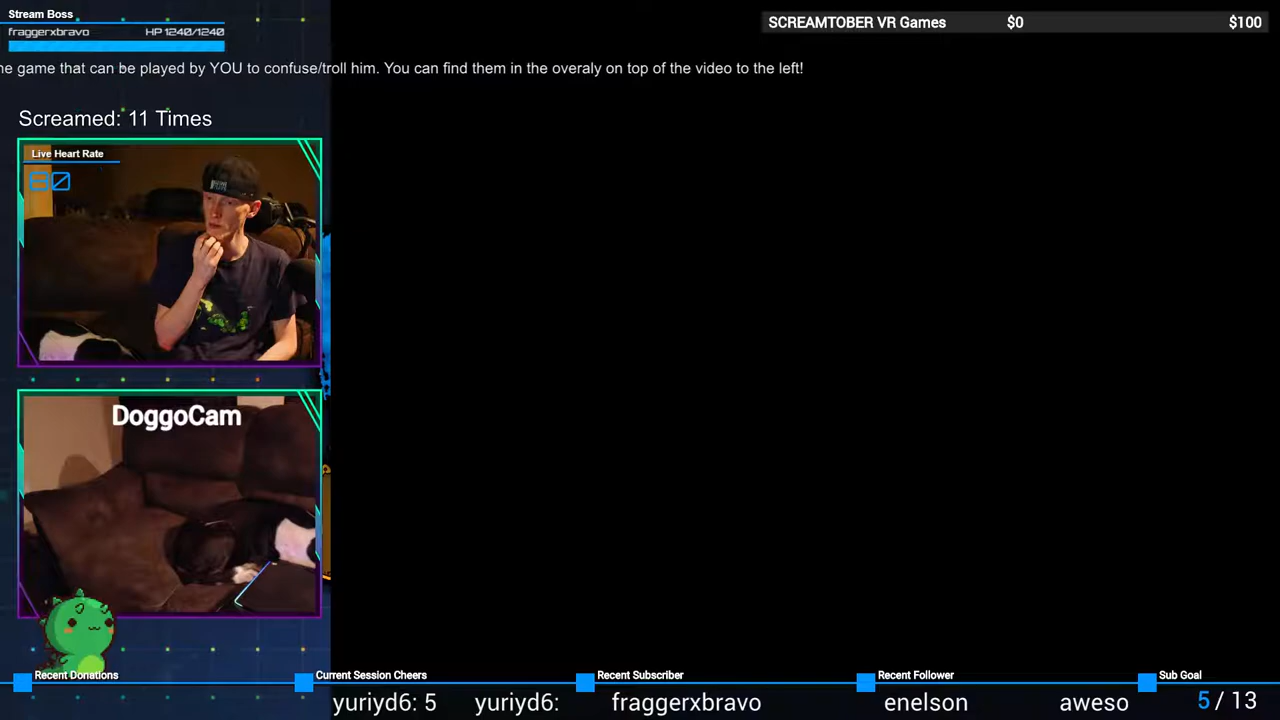 Stream Boss
fraggerxbravo HP 1240/1240
SCREAMTOBER VR Games $0 $100
game that can be played by YOU to confuse/troll him. You can find them in the overaly on top of the video to the left!
Screamed: 11 Times
Live Heart Rate
80
DoggoCam
Recent Donations
Current Session Cheers
yuriyd6: 5 yuriyd6:
Recent Subscriber
fraggerxbravo
Recent Follower
enelson aweso
Sub Goal
5 / 13